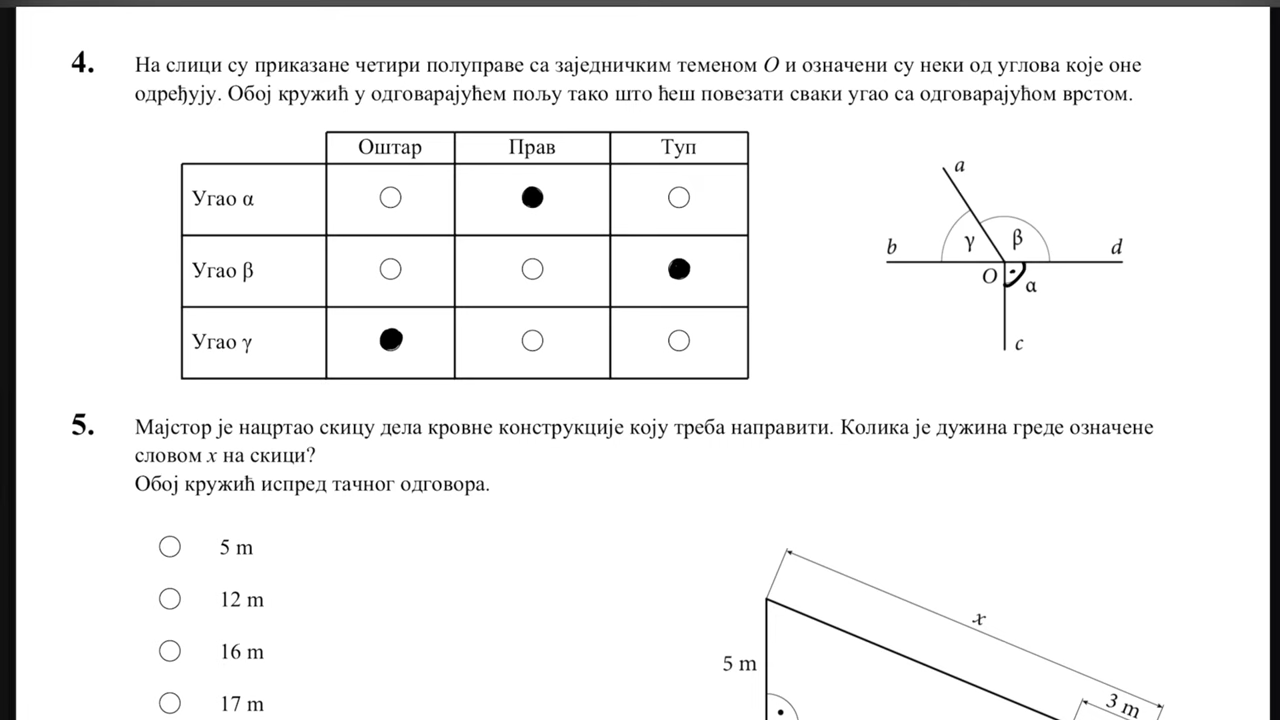 4. На слици су приказане четири полуправе са заједничким теменом O и означени су неки од углова које оне
одређују. Обој кружић у одговарајућем пољу тако што ћеш повезати сваки угао са одговарајућом врстом.
Оштар Прав Туп
Угао α
Угао β
Угао γ
a
b γ β d
O α
c
5. Мајстор је нацртао скицу дела кровне конструкције коју треба направити. Колика је дужина греде означене
словом x на скици?
Обој кружић испред тачног одговора.
5 m
12 m
16 m
17 m
x
5 m
3 m